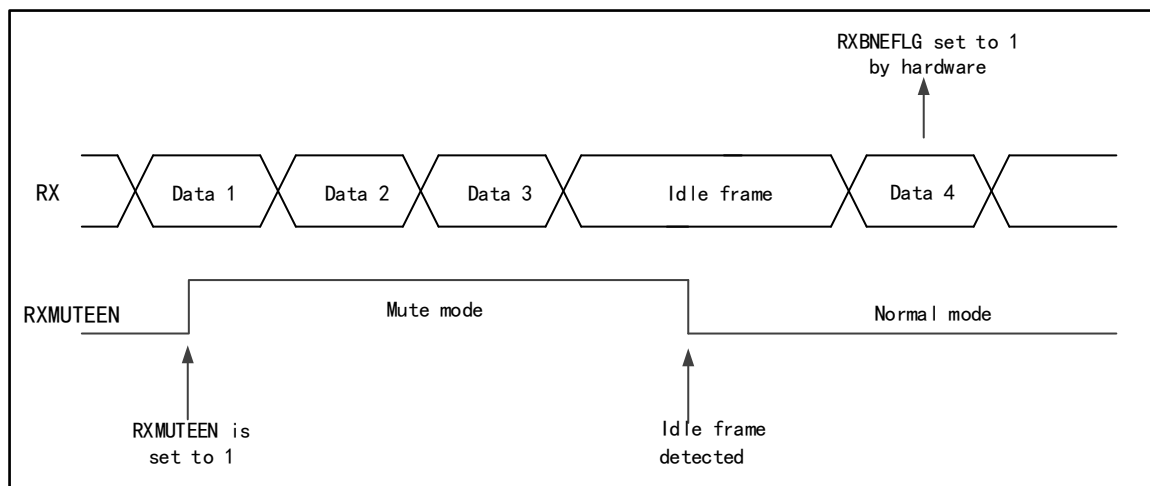 RXBNEFLG set to 1
by hardware
RX
Data 1
Data 2
Data 3
Idle frame
Data 4
RXMUTEEN
Mute mode
Normal mode
RXMUTEEN is
set to 1
Idle frame
detected